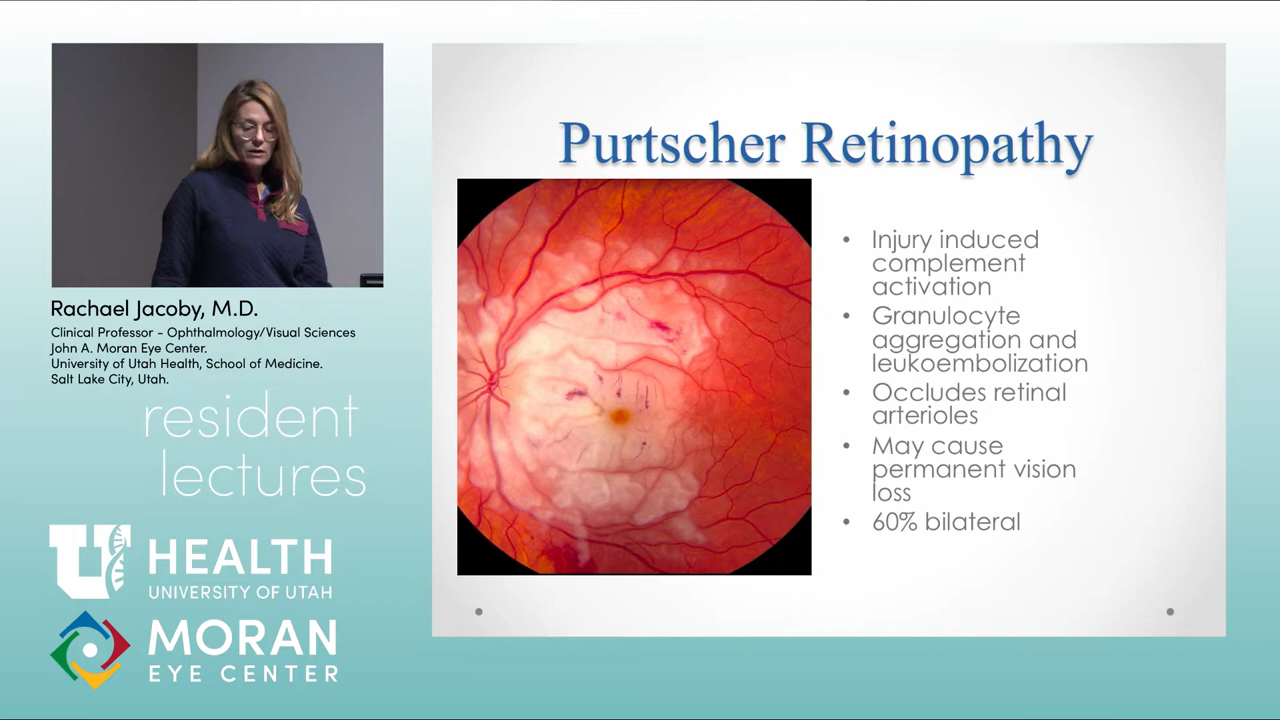 Rachael Jacoby, M.D.
Clinical Professor - Ophthalmology/Visual Sciences
John A. Moran Eye Center.
University of Utah Health, School of Medicine.
Salt Lake City, Utah.
resident
lectures
U HEALTH
UNIVERSITY OF UTAH
MORAN
EYE CENTER
Purtscher Retinopathy
• Injury induced
complement
activation
• Granulocyte
aggregation and
leukoembolization
• Occludes retinal
arterioles
• May cause
permanent vision
loss
• 60% bilateral